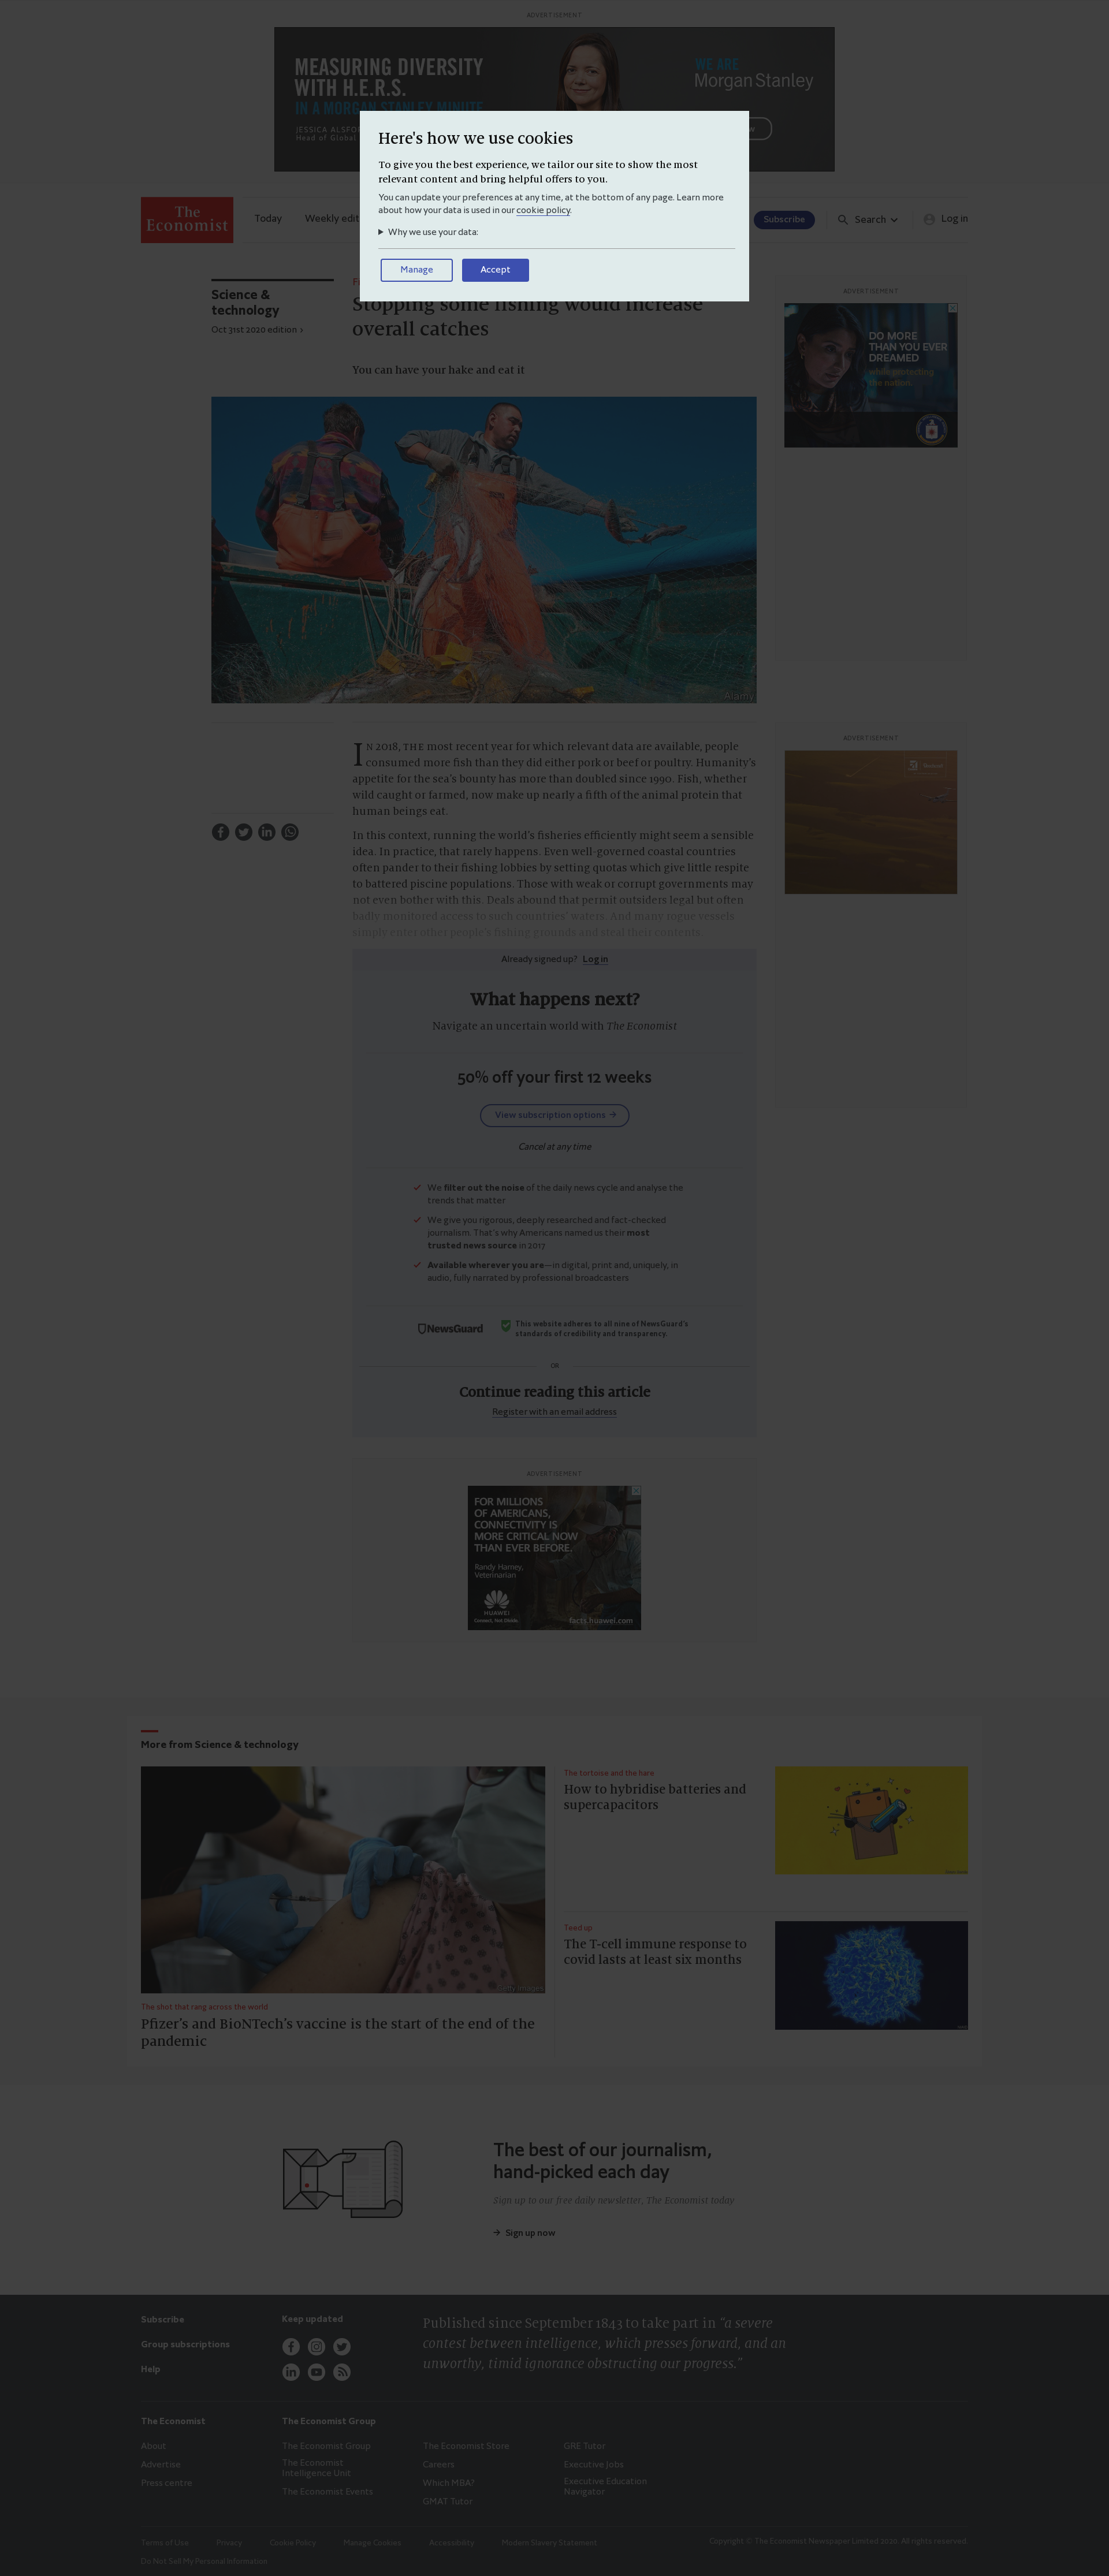 ADVERTISEMENT
MEASURING DIVERSITY
WITH H.E.R.S.
IN A MORGAN STANLEY MINUTE
WE ARE
Morgan Stanley
Head of Global
Here's how we use cookies
To give you the best experience, we tailor our site to show the most
relevant content and bring helpful offers to you.
You can update your preferences at any time, at the bottom of any page. Learn more
about how your data is used in our cookie policy.
Why we use your data:
Manage
Accept
The
Economist
Today
Weekly edit
Subscribe
Search
Log in
Science &
technology
Oct 31st 2020 edition ›
Stopping some fishing would increase
overall catches
You can have your hake and eat it
ADVERTISEMENT
DO MORE
THAN YOU EVER
DREAMED
while protecting
the nation.
Alamy
IN 2018, THE most recent year for which relevant data are available, people
consumed more fish than they did either pork or beef or poultry. Humanity’s
appetite for the sea’s bounty has more than doubled since 1990. Fish, whether
wild caught or farmed, now make up nearly a fifth of the animal protein that
human beings eat.
In this context, running the world’s fisheries efficiently might seem a sensible
idea. In practice, that rarely happens. Even well-governed coastal countries
often pander to their fishing lobbies by setting quotas which give little respite
to battered piscine populations. Those with weak or corrupt governments may
not even bother with this. Deals abound that permit outsiders legal but often
badly monitored access to such countries’ waters. And many rogue vessels
simply enter other people’s fishing grounds and steal their contents.
ADVERTISEMENT
Already signed up? Log in
What happens next?
Navigate an uncertain world with The Economist
50% off your first 12 weeks
View subscription options →
Cancel at any time
We filter out the noise of the daily news cycle and analyse the
trends that matter
We give you rigorous, deeply researched and fact-checked
journalism. That’s why Americans named us their most
trusted news source in 2017
Available wherever you are—in digital, print and, uniquely, in
audio, fully narrated by professional broadcasters
NewsGuard
This website adheres to all nine of NewsGuard's
standards of credibility and transparency.
OR
Continue reading this article
Register with an email address
ADVERTISEMENT
FOR MILLIONS
OF AMERICANS,
CONNECTIVITY IS
MORE CRITICAL NOW
THAN EVER BEFORE.
Randy Hamey,
Veterinarian
HUAWEI
facts.huawei.com
More from Science & technology
Getty Images
The shot that rang across the world
Pfizer’s and BioNTech’s vaccine is the start of the end of the
pandemic
The tortoise and the hare
How to hybridise batteries and
supercapacitors
Teed up
The T-cell immune response to
covid lasts at least six months
The best of our journalism,
hand-picked each day
Sign up to our free daily newsletter, The Economist today
→ Sign up now
Subscribe
Group subscriptions
Help
Keep updated
Published since September 1843 to take part in “a severe
contest between intelligence, which presses forward, and an
unworthy, timid ignorance obstructing our progress.”
The Economist
About
Advertise
Press centre
The Economist Group
The Economist Group
The Economist
Intelligence Unit
The Economist Events
The Economist Store
Careers
Which MBA?
GMAT Tutor
GRE Tutor
Executive Jobs
Executive Education
Navigator
Terms of Use
Privacy
Cookie Policy
Manage Cookies
Accessibility
Modern Slavery Statement
Do Not Sell My Personal Information
Copyright © The Economist Newspaper Limited 2020. All rights reserved.